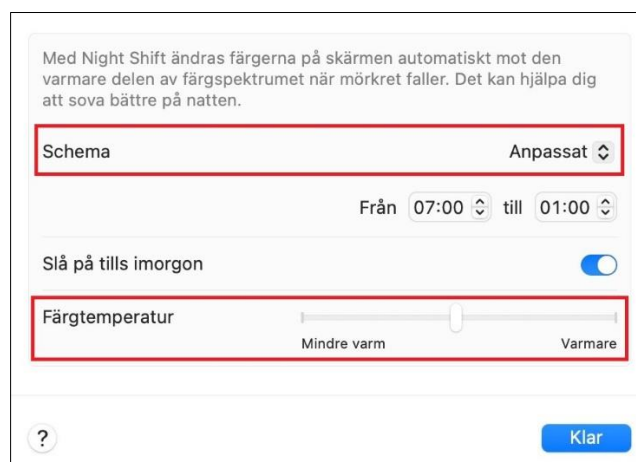 Med Night Shift ändras färgerna på skärmen automatiskt mot den
varmare delen av färgspektrumet när mörkret faller. Det kan hjälpa dig
att sova bättre på natten.
Schema Anpassat
Från 07:00 till 01:00
Slå på tills imorgon
Färgtemperatur
Mindre varm Varmare
? Klar